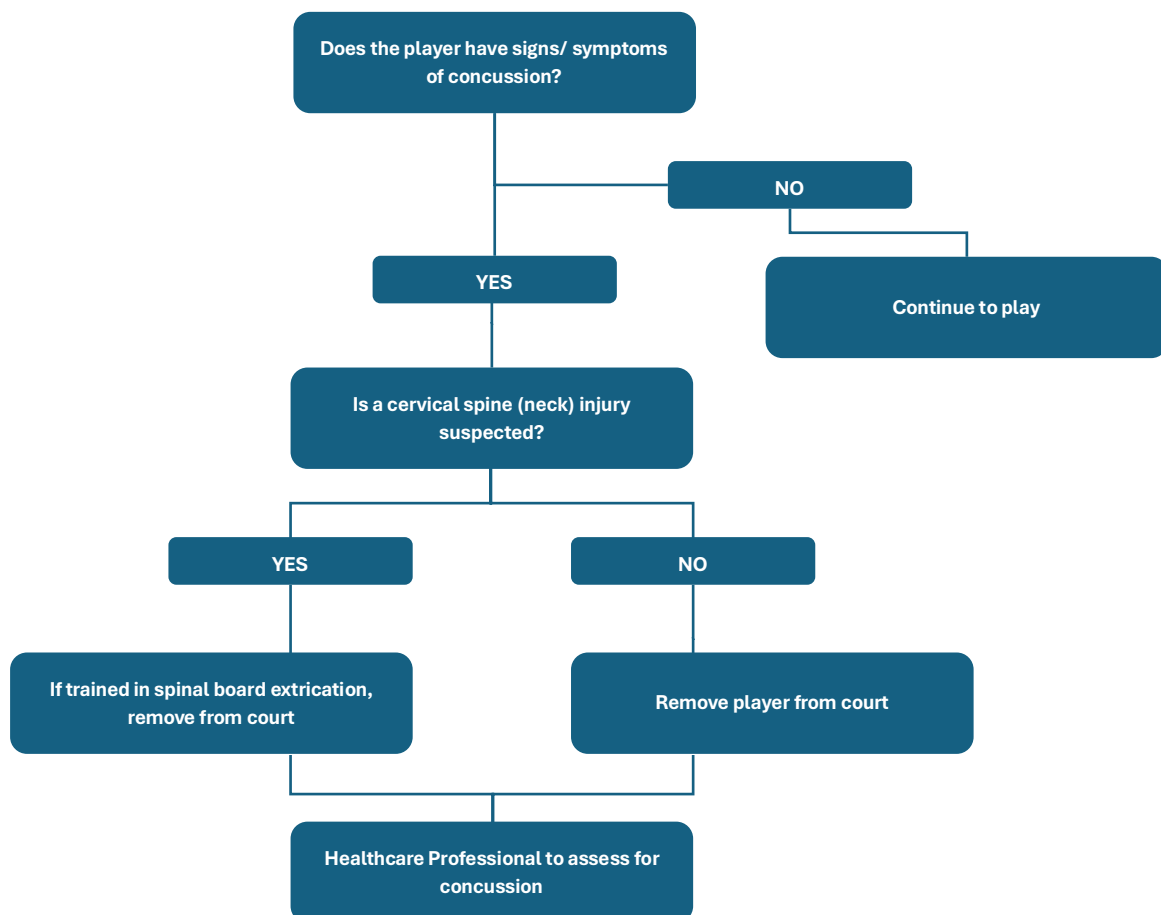 Does the player have signs/ symptoms
of concussion?
NO
YES
Continue to play
Is a cervical spine (neck) injury
suspected?
YES
NO
If trained in spinal board extrication,
remove from court
Remove player from court
Healthcare Professional to assess for
concussion